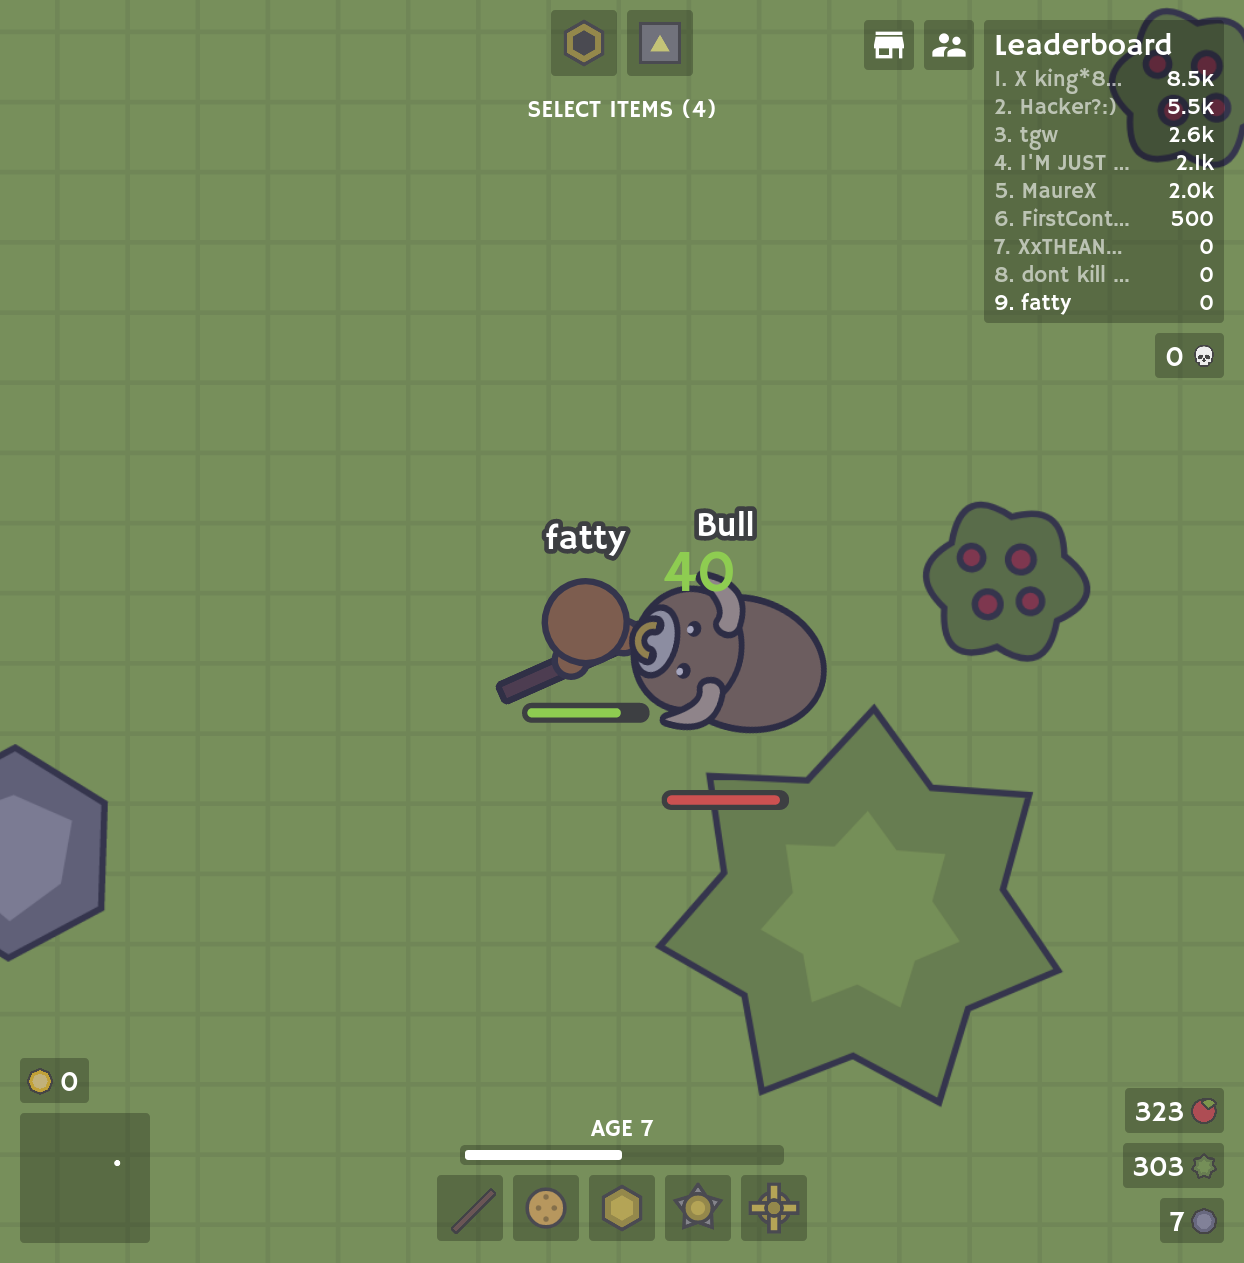 SELECT ITEMS (4)
Leaderboard
1. X king*8... 8.5k
2. Hacker?:) 5.5k
3. tgw 2.6k
4. I'M JUST ... 2.1k
5. MaureX 2.0k
6. FirstCont... 500
7. XxTHEAN... 0
8. dont kill ... 0
9. fatty 0
0
fatty
Bull
40
0
AGE 7
323
303
7